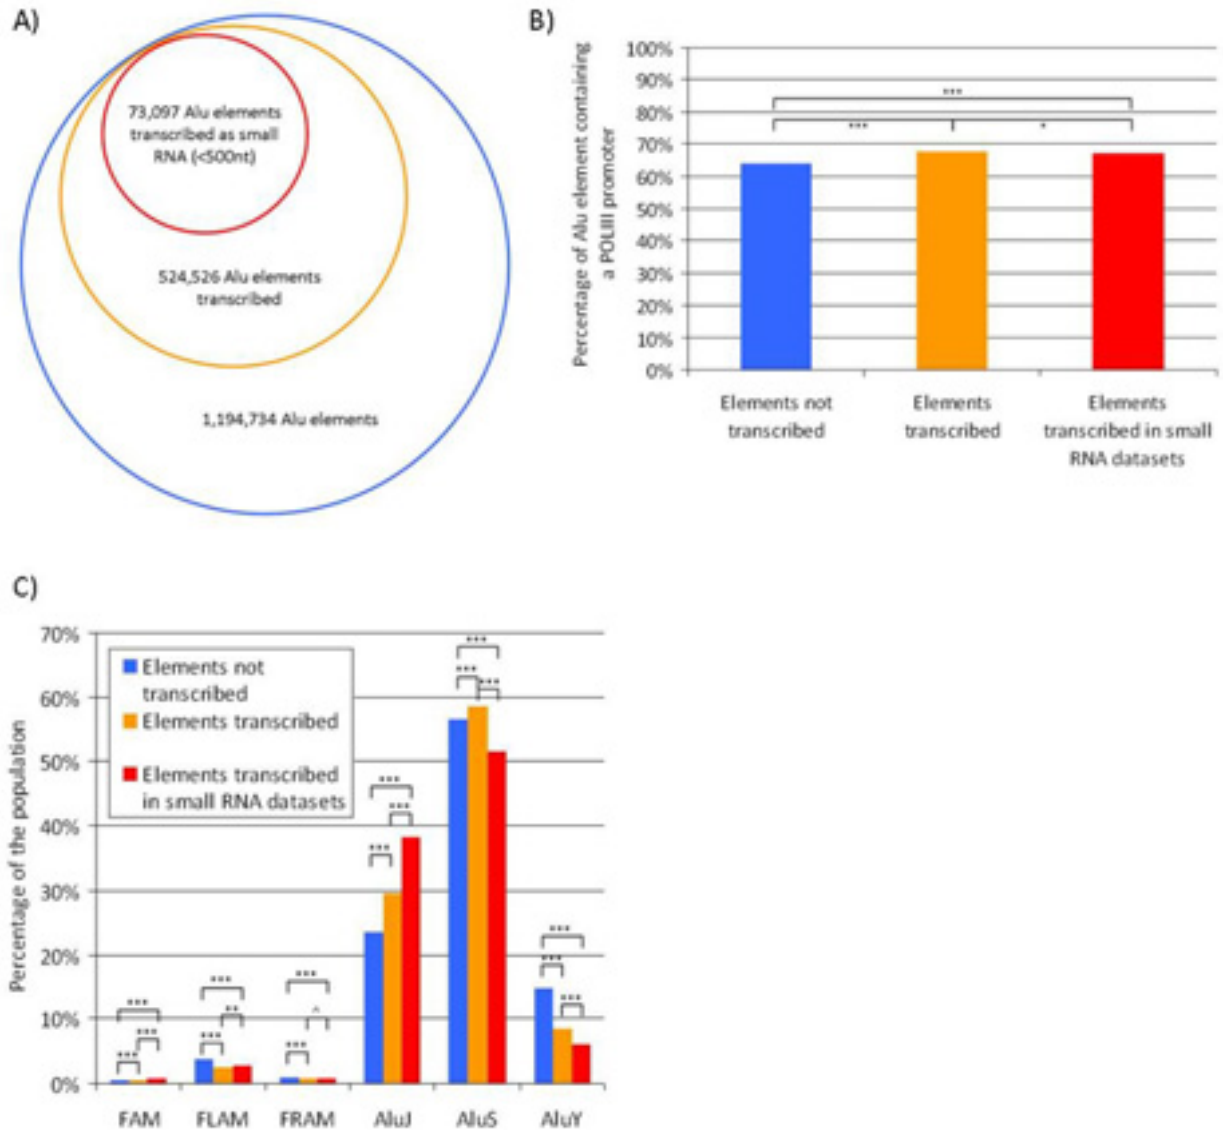 A)
73,097 Alu elements
transcribed as small
RNA (<500nt)
524,526 Alu elements
transcribed
1,194,734 Alu elements
B)
Percentage of Alu element containing
a POLIII promoter
100%
90%
80%
70%
60%
50%
40%
30%
20%
10%
0%
***
***
*
Elements not
transcribed
Elements
transcribed
Elements
transcribed in small
RNA datasets
C)
Percentage of the population
70%
60%
50%
40%
30%
20%
10%
0%
Elements not
transcribed
Elements transcribed
Elements transcribed
in small RNA datasets
***
***
***
***
**
***
***
^
***
***
***
***
***
***
***
***
***
***
FAM
FLAM
FRAM
AluJ
AluS
AluY